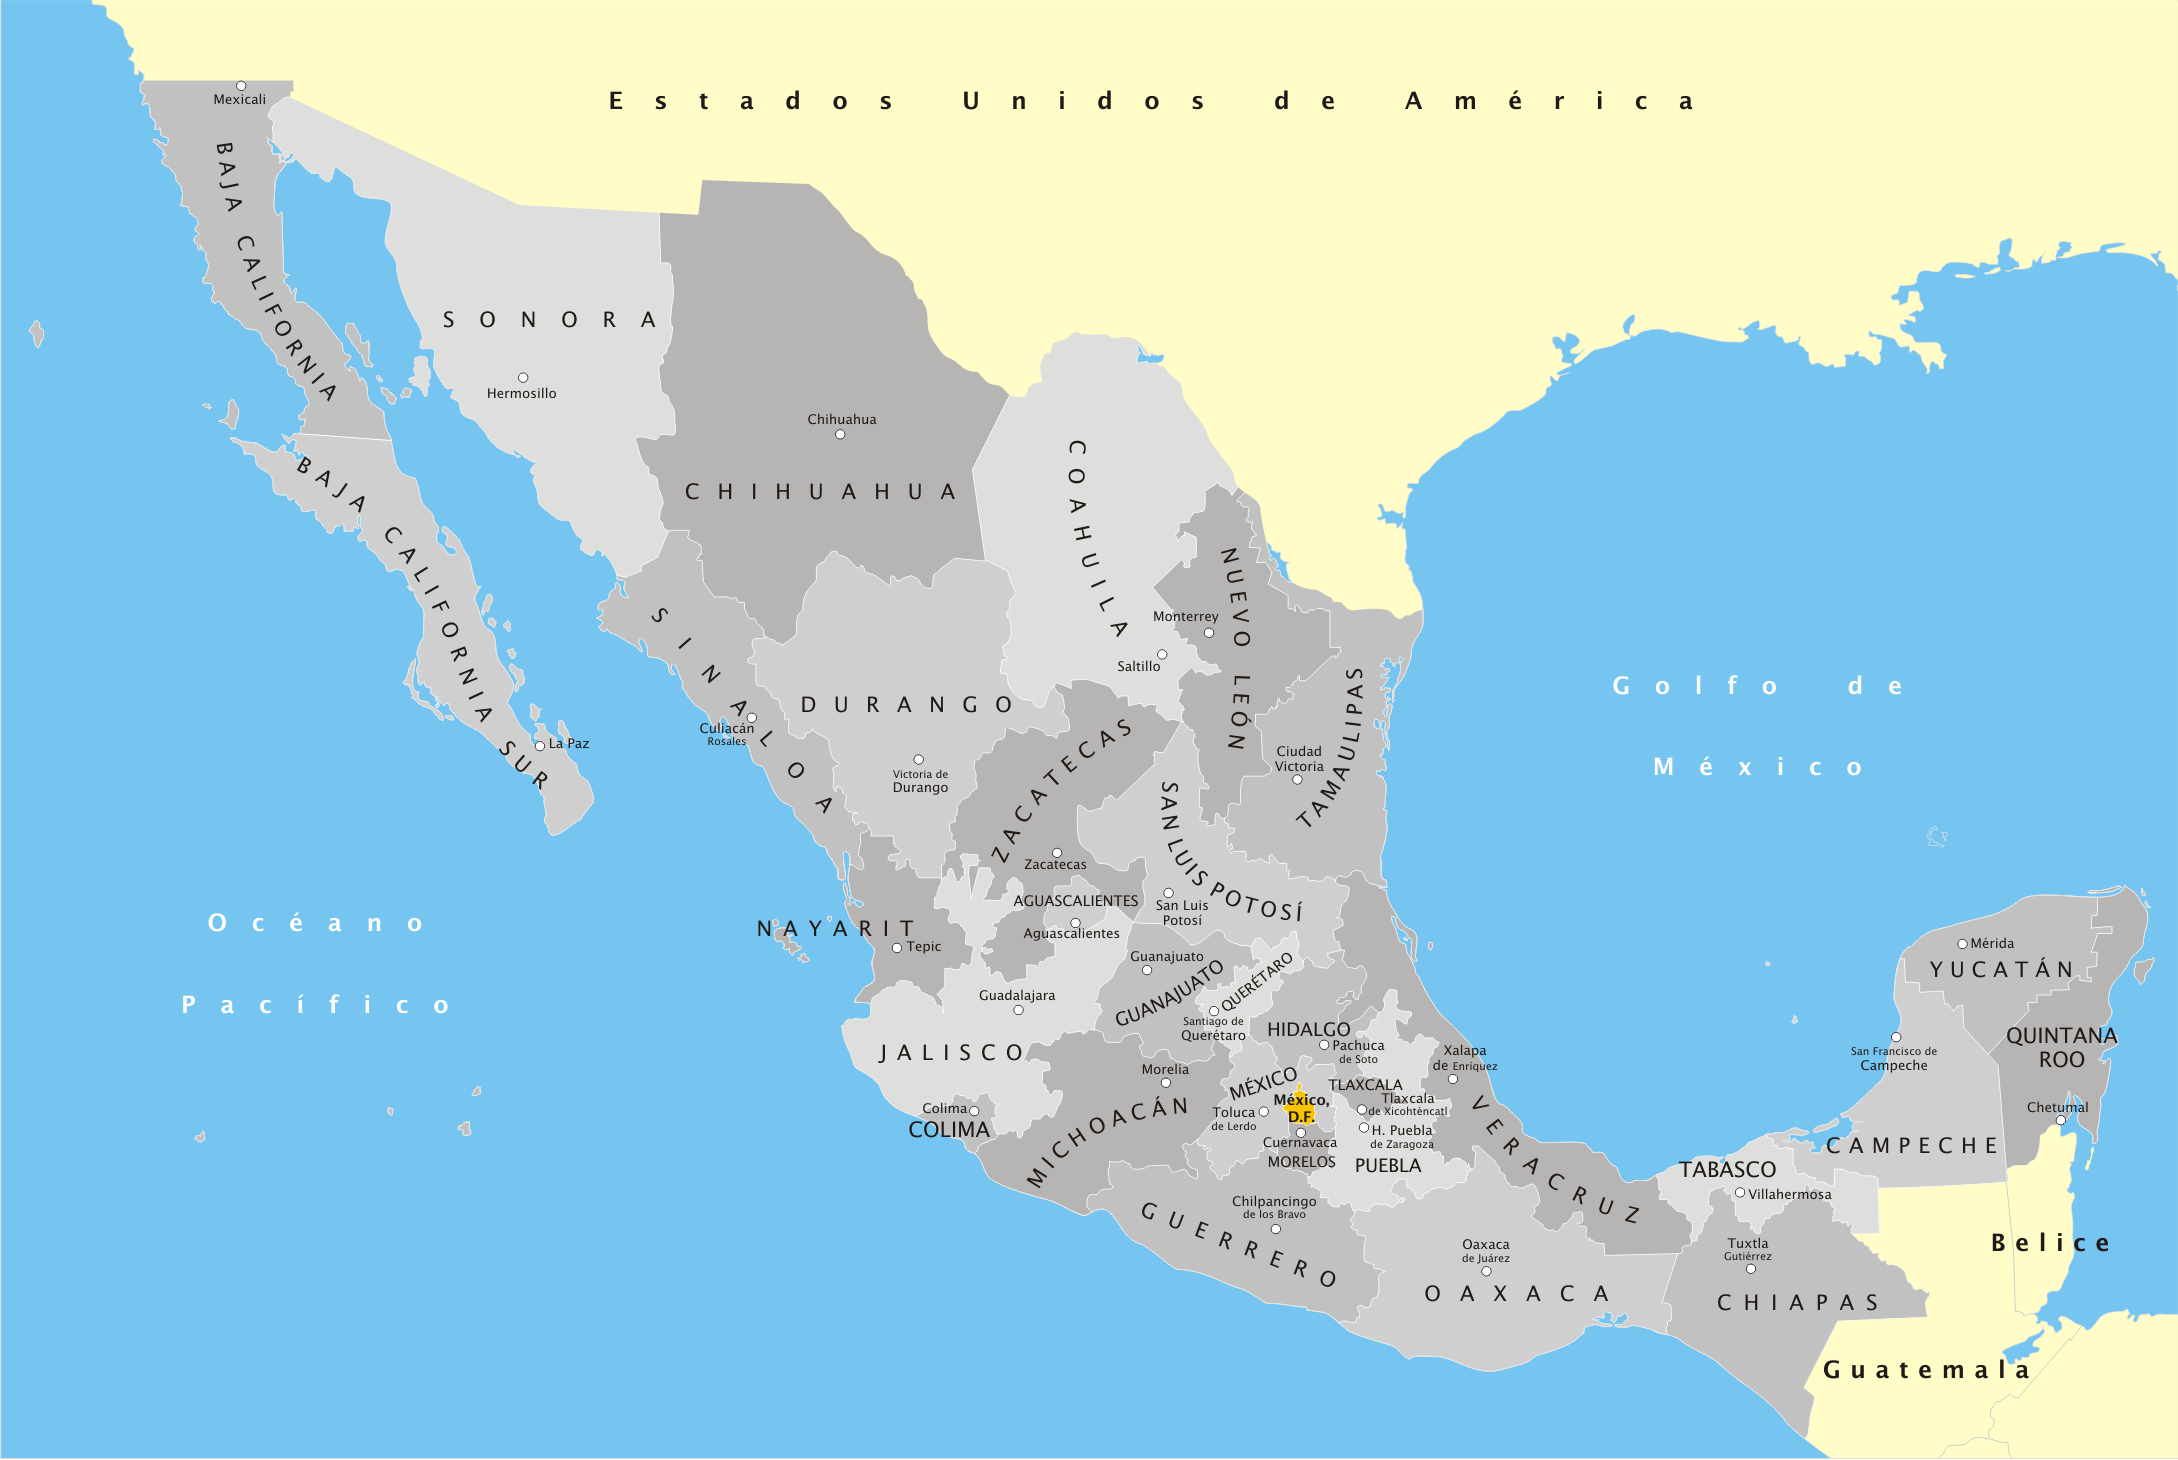 Estados Unidos de América
Mexicali
BAJA CALIFORNIA
SONORA
Hermosillo
Chihuahua
CHIHUAHUA
COAHUILA
Saltillo
NUEVO LEÓN
Monterrey
BAJA CALIFORNIA SUR
La Paz
SINALOA
Culiacán
Rosales
DURANGO
Victoria de
Durango
ZACATECAS
Zacatecas
TAMAULIPAS
Ciudad
Victoria
SAN LUIS POTOSÍ
San Luis
Potosí
Golfo de
México
Océano
Pacífico
NAYARIT
Tepic
AGUASCALIENTES
Aguascalientes
Guanajuato
GUANAJUATO
QUERÉTARO
Santiago de
Querétaro
Guadalajara
JALISCO
HIDALGO
Pachuca
de Soto
Colima
COLIMA
Morelia
MICHOACÁN
MÉXICO
Toluca
de Lerdo
México,
D.F.
TLAXCALA
Tlaxcala
de Xicohténcatl
H. Puebla
de Zaragoza
PUEBLA
Cuernavaca
MORELOS
Xalapa
de Enríquez
VERACRUZ
Chilpancingo
de los Bravo
GUERRERO
Oaxaca
de Juárez
OAXACA
TABASCO
Villahermosa
Tuxtla
Gutiérrez
CHIAPAS
Mérida
YUCATÁN
QUINTANA
ROO
Chetumal
San Francisco de
Campeche
CAMPECHE
Belice
Guatemala